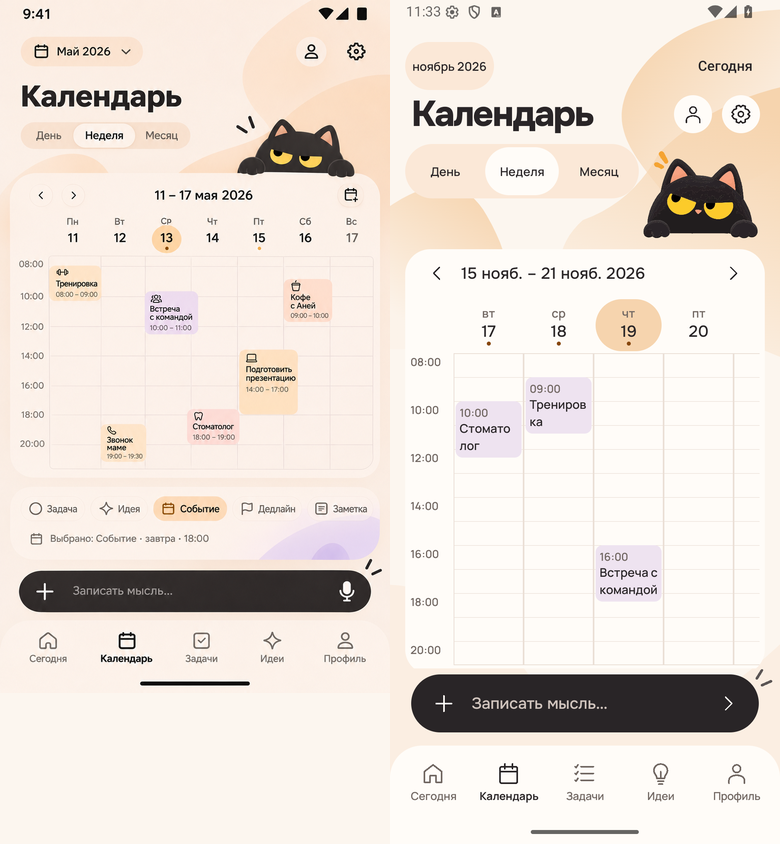 9:41
Май 2026
Календарь
День Неделя Месяц
11 – 17 мая 2026
Пн Вт Ср Чт Пт Сб Вс
11 12 13 14 15 16 17
08:00
Тренировка
08:00 – 09:00
10:00
Встреча
с командой
10:00 – 11:00
Кофе
с Аней
09:00 – 10:00
12:00
14:00
Подготовить
презентацию
14:00 – 17:00
16:00
18:00
Стоматолог
18:00 – 19:00
Звонок
маме
19:00 – 19:30
20:00
Задача Идея Событие Дедлайн Заметка
Выбрано: Событие · завтра · 18:00
Записать мысль...
Сегодня Календарь Задачи Идеи Профиль
11:33
ноябрь 2026
Сегодня
Календарь
День Неделя Месяц
15 нояб. – 21 нояб. 2026
вт ср чт пт
17 18 19 20
08:00
09:00
Трениров
ка
10:00
10:00
Стомато
лог
12:00
14:00
16:00
16:00
Встреча с
командой
18:00
20:00
Записать мысль...
Сегодня Календарь Задачи Идеи Профиль